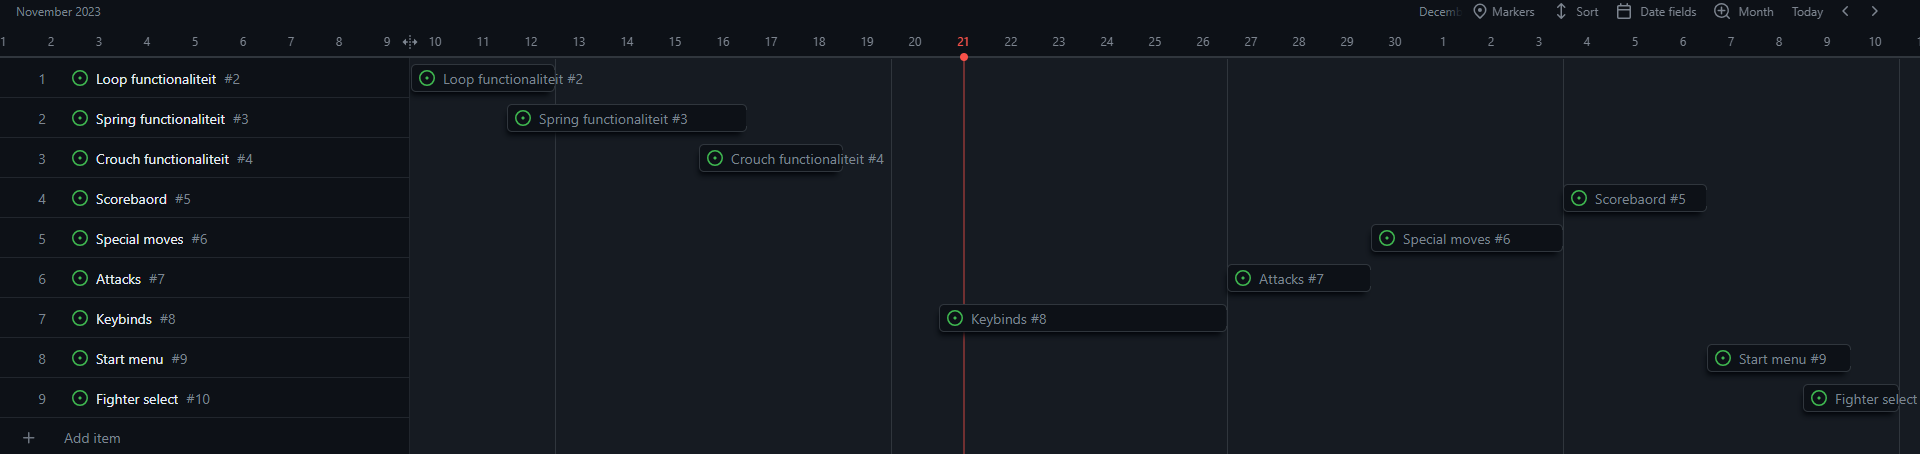 November 2023 Markers Sort Date fields Month Today
1 2 3 4 5 6 7 8 9 10 11 12 13 14 15 16 17 18 19 20 21 22 23 24 25 26 27 28 29 30 1 2 3 4 5 6 7 8 9 10
1 Loop functionaliteit #2 Loop functionaliteit #2
2 Spring functionaliteit #3 Spring functionaliteit #3
3 Crouch functionaliteit #4 Crouch functionaliteit #4
4 Scorebaord #5 Scorebaord #5
5 Special moves #6 Special moves #6
6 Attacks #7 Attacks #7
7 Keybinds #8 Keybinds #8
8 Start menu #9 Start menu #9
9 Fighter select #10 Fighter select
+ Add item